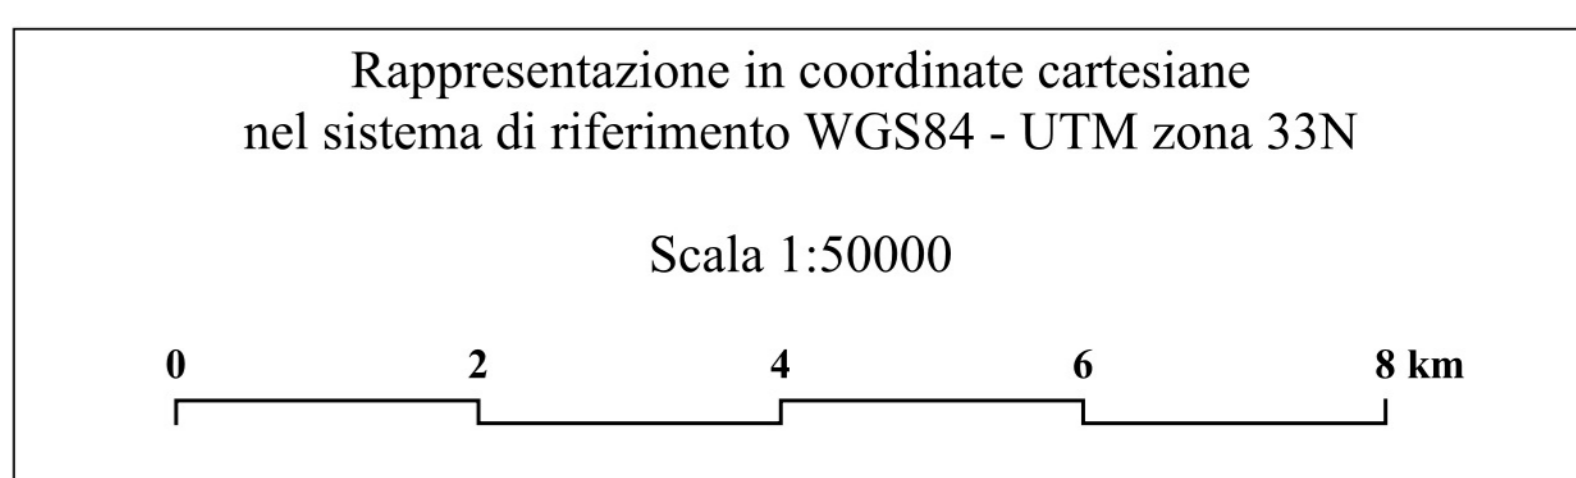 Rappresentazione in coordinate cartesiane
nel sistema di riferimento WGS84 - UTM zona 33N
Scala 1:50000
0 2 4 6 8 km